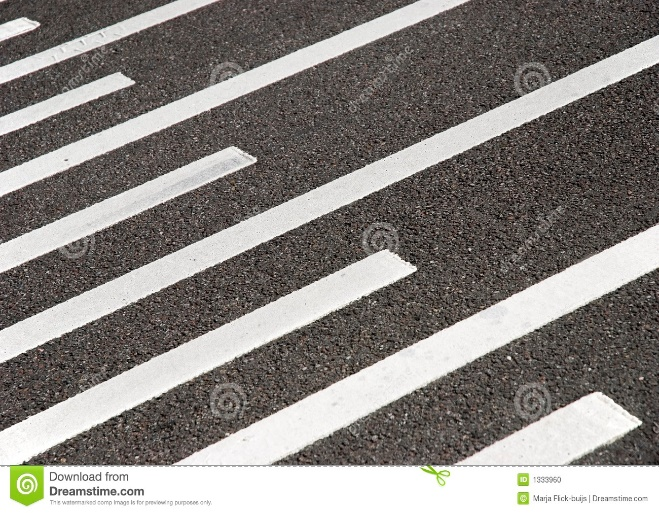 Download from
Dreamstime.com
This watermarked comp image is for previewing purposes only.
1333960
Marja Flick-buijs | Dreamstime.com